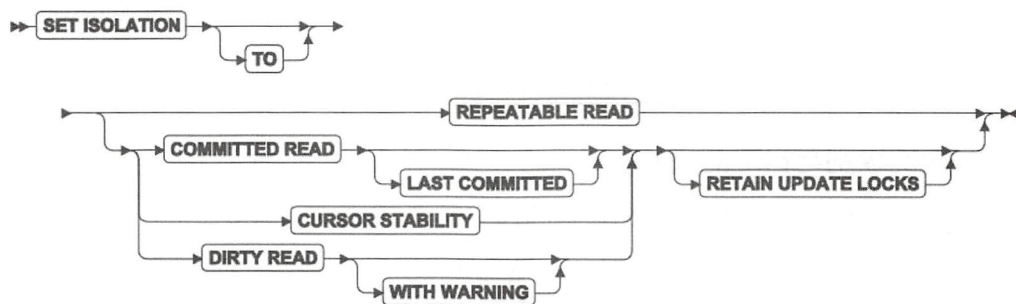 SET ISOLATION
TO
REPEATABLE READ
COMMITTED READ
LAST COMMITTED
RETAIN UPDATE LOCKS
CURSOR STABILITY
DIRTY READ
WITH WARNING